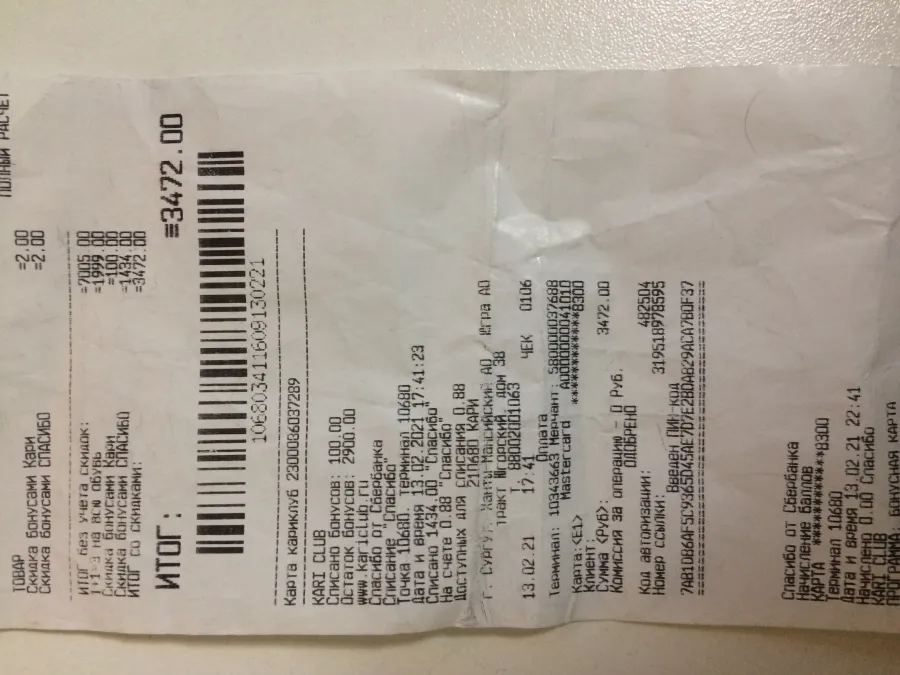 ПОЛНЫЙ РАСЧЕТ
ТОВАР
Скидка бонусами Кари =2.00
Скидка бонусами СПАСИБО =2.00
ИТОГ без учета скидок: =7005.00
1+1=3 на всю обувь =1999.00
Скидка бонусами Кари =100.00
Скидка бонусами СПАСИБО =1434.00
ИТОГ со скидками: =3472.00
ИТОГ: =3472.00
106803411609130221
Карта кариклуб 2300086037289
KARI CLUB
Списано бонусов: 100.00
Остаток бонусов: 2900.00
www.kariclub.ru
Спасибо от Сбербанка
Списание "Спасибо"
Точка 10680. терминал 10680
Дата и время 13.02.2021 17:41:23
Списано 1434.00 "Спасибо"
На счете 0.88 "Спасибо"
Доступных для списания 0.88
210680 КАРИ
г. Сургут, Ханты-Мансийский АО / Югра АО
тракт Югорский, дом 38
т. 88002001063
13.02.21 17:41 ЧЕК 0106
Оплата
Терминал: 10343663 Мерчант: 580000037688
Mastercard A0000000041010
Карта:<E1> ************8300
Клиент:
Сумма (Руб): 3472.00
Комиссия за операцию - 0 Руб.
ОДОБРЕНО
Код авторизации: 482504
Номер ссылки: 319518978595
Введен ПИН-КОД
7AB10B6AF5C9365D45AE7D7E2BDAB29ACA7B0F37
Спасибо от Сбербанка
Начисление баллов
КАРТА ************8300
Терминал 10680
Дата и время 13.02.21 22:41
Начислено 0.00 Спасибо
KARI CLUB
ПРОГРАММА: БОНУСНАЯ КАРТА